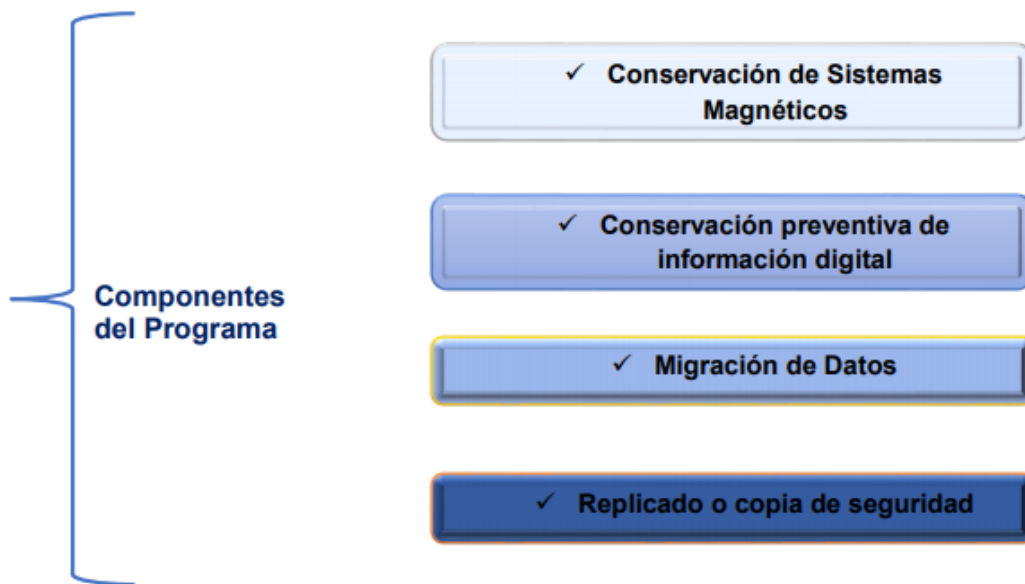 ✓ Conservación de Sistemas
Magnéticos
✓ Conservación preventiva de
información digital
Componentes
del Programa
✓ Migración de Datos
✓ Replicado o copia de seguridad